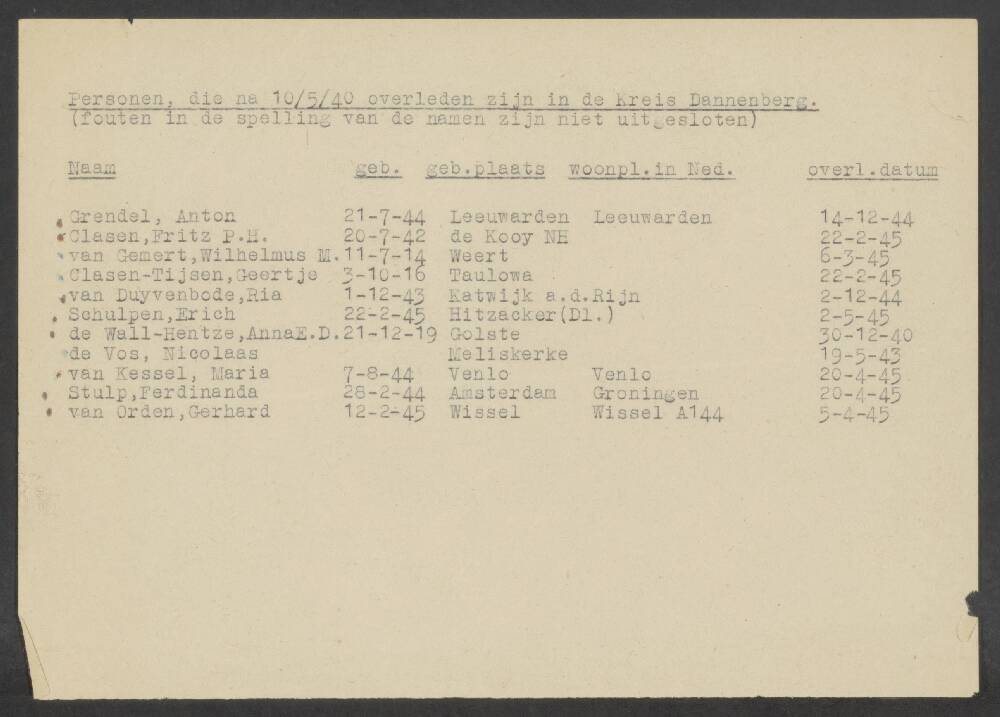 Personen, die na 10/5/40 overleden zijn in de Kreis Dannenberg.
(fouten in de spelling van de namen zijn niet uitgesloten)
Naam geb. geb.plaats woonpl.in Ned. overl.datum
Grendel, Anton 21-7-44 Leeuwarden Leeuwarden 14-12-44
Clasen,Fritz P.H. 20-7-42 de Kooy NH 22-2-45
van Gemert,Wilhelmus M. 11-7-14 Weert 6-3-45
Clasen-Tijsen,Geertje 3-10-16 Taulowa 22-2-45
van Duyvenbode,Ria 1-12-43 Katwijk a.d.Rijn 2-12-44
Schulpen,Erich 22-2-45 Hitzacker(Dl.) 2-5-45
de Wall-Hentze,AnnaE.D. 21-12-19 Golste 30-12-40
de Vos, Nicolaas Meliskerke 19-5-43
van Kessel, Maria 7-8-44 Venlo Venlo 20-4-45
Stulp,Ferdinanda 28-2-44 Amsterdam Groningen 20-4-45
van Orden,Gerhard 12-2-45 Wissel Wissel A144 5-4-45